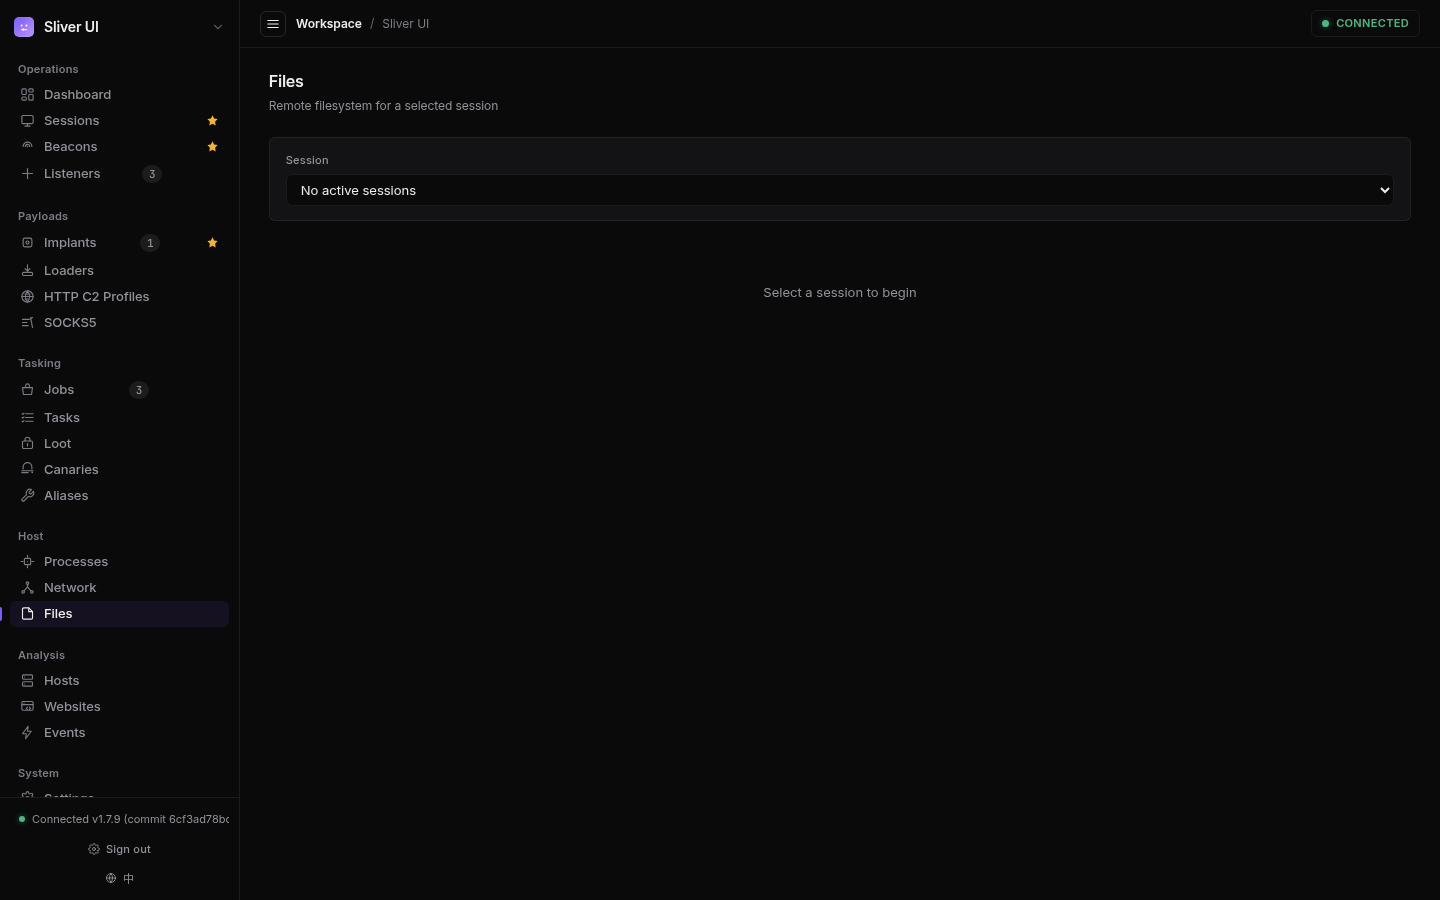 Sliver UI
Operations
Dashboard
Sessions
Beacons
Listeners 3
Payloads
Implants 1
Loaders
HTTP C2 Profiles
SOCKS5
Tasking
Jobs 3
Tasks
Loot
Canaries
Aliases
Host
Processes
Network
Files
Analysis
Hosts
Websites
Events
System
Settings
Connected v1.7.9 (commit 6cf3ad78bc
Sign out
中
Workspace / Sliver UI
CONNECTED
Files
Remote filesystem for a selected session
Session
No active sessions
Select a session to begin